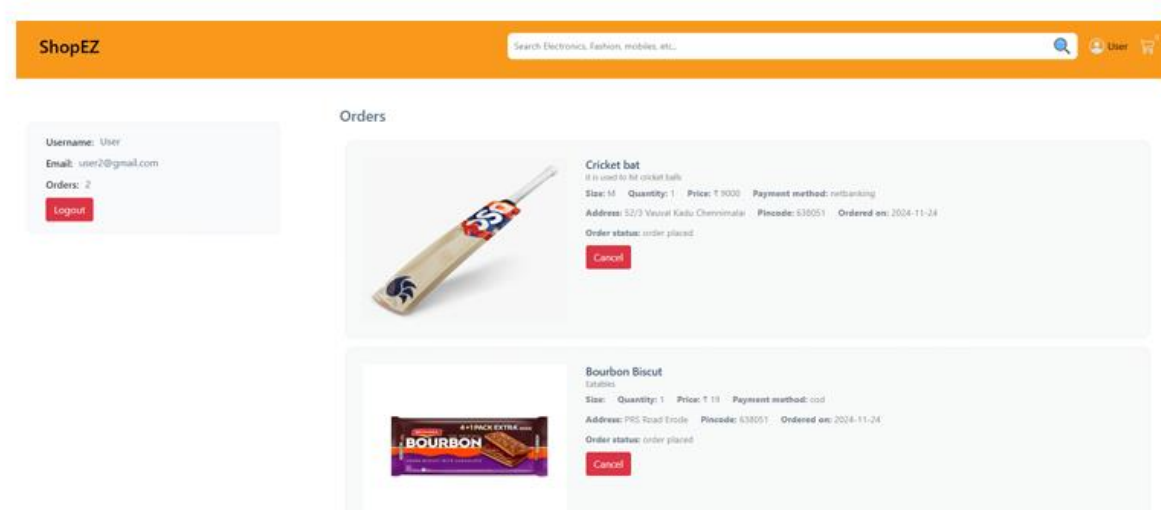 ShopEZ
Search Electronics, Fashion, mobiles, etc.,
User
0
Username: User
Email: user2@gmail.com
Orders: 2
Logout
Orders
Cricket bat
it is used to hit cricket balls
Size: M Quantity: 1 Price: ₹ 9000 Payment method: netbanking
Address: 52/3 Kadu Chennimalai Pincode: 638051 Ordered on: 2024-11-24
Order status: order placed
Cancel
Bourbon Biscut
Eatables
Size: Quantity: 1 Price: ₹ 19 Payment method: cod
Address: PRS Road Erode Pincode: 638051 Ordered on: 2024-11-24
Order status: order placed
Cancel
4+1 PACK EXTRA
BOURBON